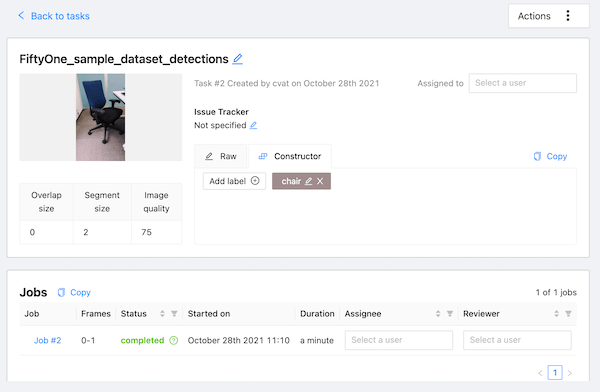 Back to tasks
Actions
FiftyOne_sample_dataset_detections
Task #2 Created by cvat on October 28th 2021
Assigned to
Select a user
Issue Tracker
Not specified
Raw
Constructor
Copy
Add label
chair
Overlap size
Segment size
Image quality
0
2
75
Jobs
Copy
1 of 1 jobs
Job Frames Status Started on Duration Assignee Reviewer
Job #2 0-1 completed October 28th 2021 11:10 a minute Select a user Select a user
1